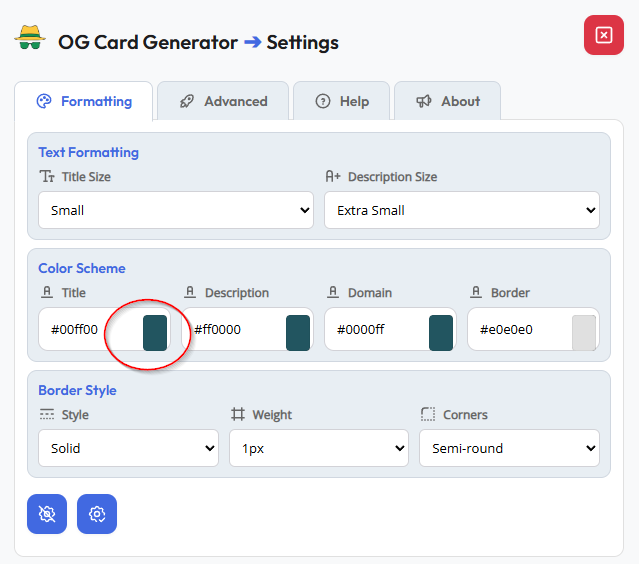 OG Card Generator ➔ Settings
Formatting Advanced Help About
Text Formatting
Title Size Description Size
Small Extra Small
Color Scheme
Title Description Domain Border
#00ff00 #ff0000 #0000ff #e0e0e0
Border Style
Style Weight Corners
Solid 1px Semi-round